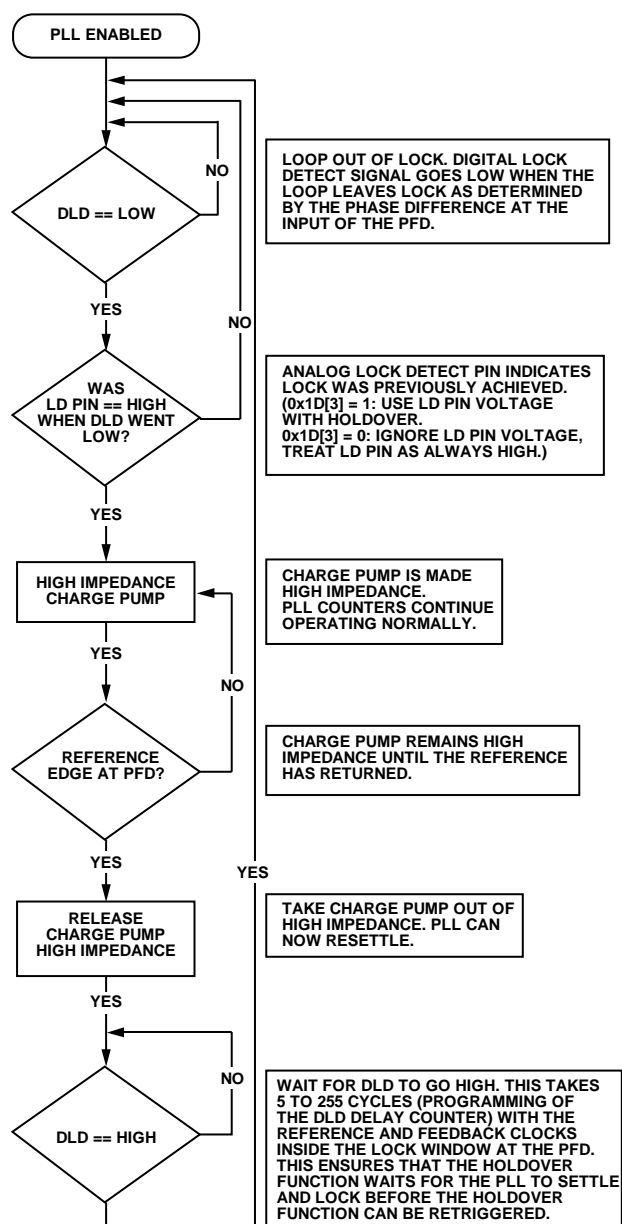 PLL ENABLED
NO
DLD == LOW
LOOP OUT OF LOCK. DIGITAL LOCK
DETECT SIGNAL GOES LOW WHEN THE
LOOP LEAVES LOCK AS DETERMINED
BY THE PHASE DIFFERENCE AT THE
INPUT OF THE PFD.
YES
NO
WAS
LD PIN == HIGH
WHEN DLD WENT
LOW?
ANALOG LOCK DETECT PIN INDICATES
LOCK WAS PREVIOUSLY ACHIEVED.
(0x1D[3] = 1: USE LD PIN VOLTAGE
WITH HOLDOVER.
0x1D[3] = 0: IGNORE LD PIN VOLTAGE,
TREAT LD PIN AS ALWAYS HIGH.)
YES
HIGH IMPEDANCE
CHARGE PUMP
CHARGE PUMP IS MADE
HIGH IMPEDANCE.
PLL COUNTERS CONTINUE
OPERATING NORMALLY.
YES
NO
REFERENCE
EDGE AT PFD?
CHARGE PUMP REMAINS HIGH
IMPEDANCE UNTIL THE REFERENCE
HAS RETURNED.
YES
YES
RELEASE
CHARGE PUMP
HIGH IMPEDANCE
TAKE CHARGE PUMP OUT OF
HIGH IMPEDANCE. PLL CAN
NOW RESETTLE.
YES
NO
DLD == HIGH
WAIT FOR DLD TO GO HIGH. THIS TAKES
5 TO 255 CYCLES (PROGRAMMING OF
THE DLD DELAY COUNTER) WITH THE
REFERENCE AND FEEDBACK CLOCKS
INSIDE THE LOCK WINDOW AT THE PFD.
THIS ENSURES THAT THE HOLDOVER
FUNCTION WAITS FOR THE PLL TO SETTLE
AND LOCK BEFORE THE HOLDOVER
FUNCTION CAN BE RETRIGGERED.